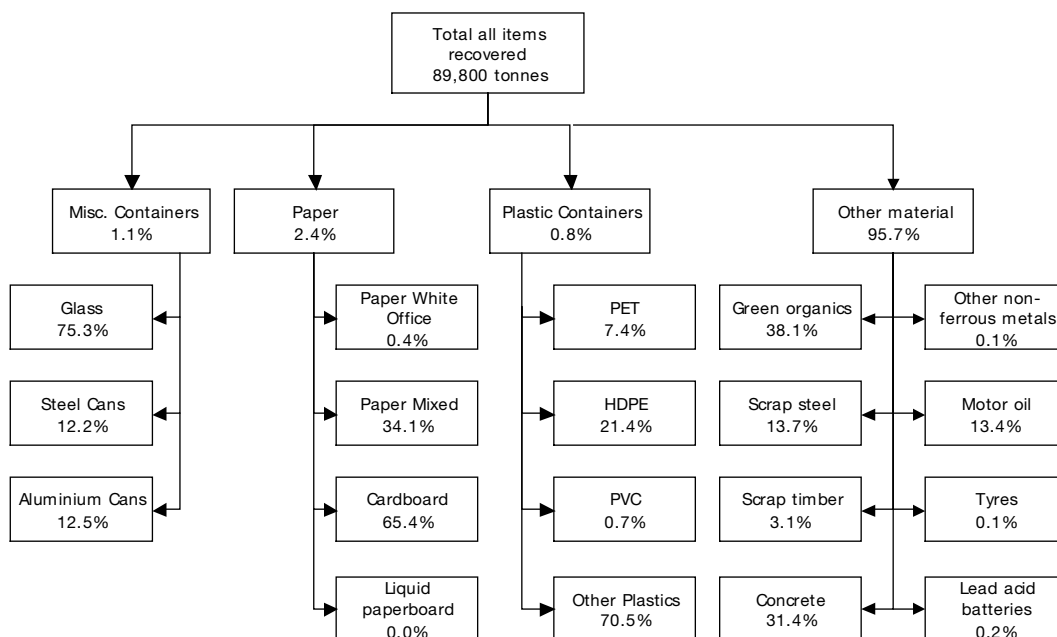 Total all items
recovered
89,800 tonnes
Misc. Containers
1.1%
Paper
2.4%
Plastic Containers
0.8%
Other material
95.7%
Glass
75.3%
Paper White
Office
0.4%
PET
7.4%
Green organics
38.1%
Other non-
ferrous metals
0.1%
Steel Cans
12.2%
Paper Mixed
34.1%
HDPE
21.4%
Scrap steel
13.7%
Motor oil
13.4%
Aluminium Cans
12.5%
Cardboard
65.4%
PVC
0.7%
Scrap timber
3.1%
Tyres
0.1%
Liquid
paperboard
0.0%
Other Plastics
70.5%
Concrete
31.4%
Lead acid
batteries
0.2%